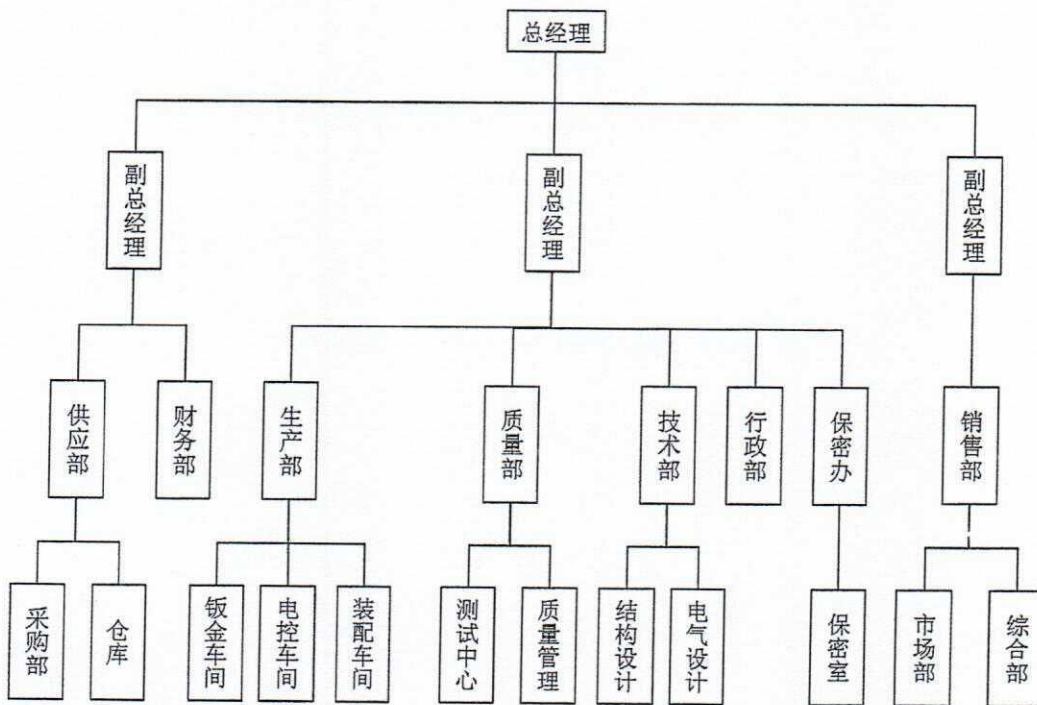 总经理
副总经理
副总经理
副总经理
供应部
财务部
生产部
质量部
技术部
行政部
保密办
销售部
采购部
仓库
钣金车间
电控车间
装配车间
测试中心
质量管理
结构设计
电气设计
保密室
市场部
综合部